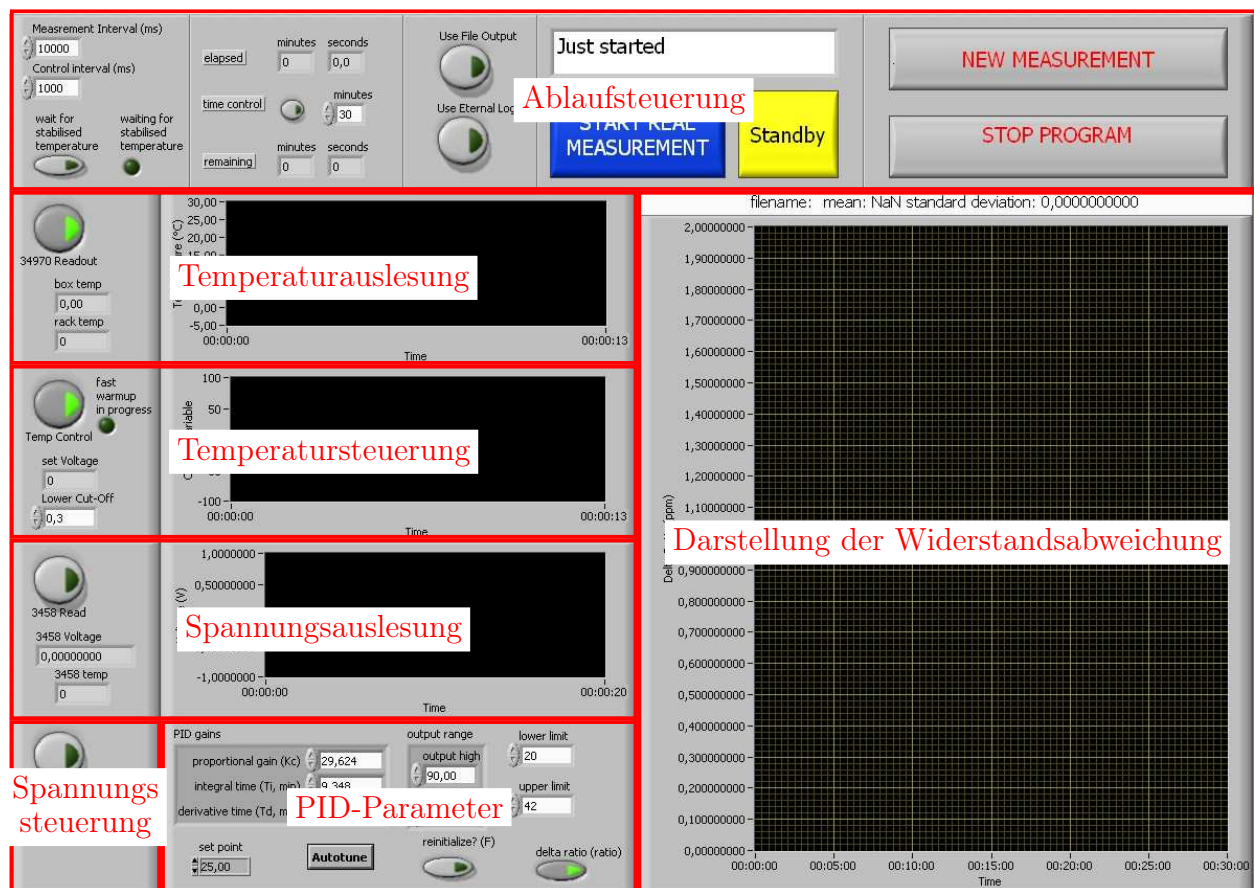 Measrement Interval (ms)
10000
Control interval (ms)
1000
wait for stabilised temperature
waiting for stabilised temperature
minutes seconds
elapsed 0 0,0
minutes
time control 30
minutes seconds
remaining 0 0
Use File Output
Use Eternal Log
Just started
Ablaufsteuerung
START REAL MEASUREMENT
Standby
NEW MEASUREMENT
STOP PROGRAM
34970 Readout
box temp
0,00
rack temp
0
30,00
25,00
20,00
15,00
Temperaturauslesung
0,00
-5,00
00:00:00 00:00:13
Time
fast warmup in progress
Temp Control
set Voltage
0
Lower Cut-Off
0,3
100
50
Temperatursteuerung
-100
00:00:00 00:00:13
Time
3458 Read
3458 Voltage
0,00000000
3458 temp
0
1,0000000
0,50000000
(V)
Spannungsauslesung
-1,0000000
00:00:00 00:00:20
Time
Spannungs
steuerung
PID gains
proportional gain (Kc) 29,624
integral time (Ti, min) 9,348
derivative time (Td, m
PID-Parameter
output range
output high
90,00
lower limit
20
upper limit
42
set point
25,00
Autotune
reinitialize? (F)
delta ratio (ratio)
filename: mean: NaN standard deviation: 0,0000000000
2,00000000
1,90000000
1,80000000
1,70000000
1,60000000
1,50000000
1,40000000
1,30000000
1,20000000
1,10000000
Darstellung der Widerstandsabweichung
0,900000000
0,800000000
0,700000000
0,600000000
0,500000000
0,400000000
0,300000000
0,200000000
0,100000000
0,00000000
00:00:00 00:05:00 00:10:00 00:15:00 00:20:00 00:25:00 00:30:00
Time